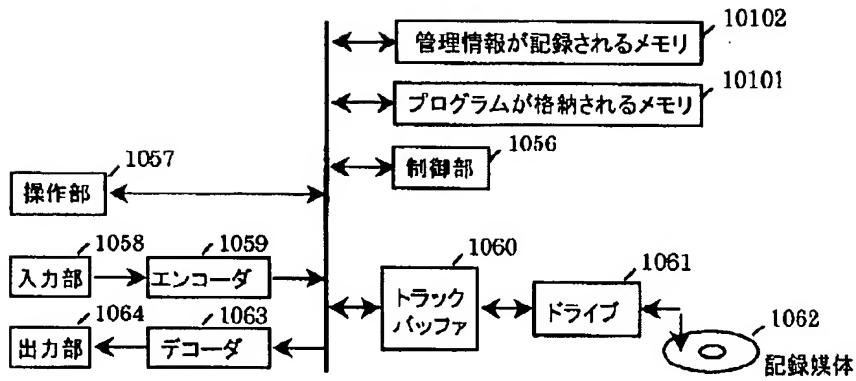 10102
管理情報が記録されるメモリ
10101
プログラムが格納されるメモリ
1056
制御部
1057
操作部
1058
入力部
1059
エンコーダ
1060
トラック
バッファ
1061
ドライブ
1062
記録媒体
1064
出力部
1063
デコーダ